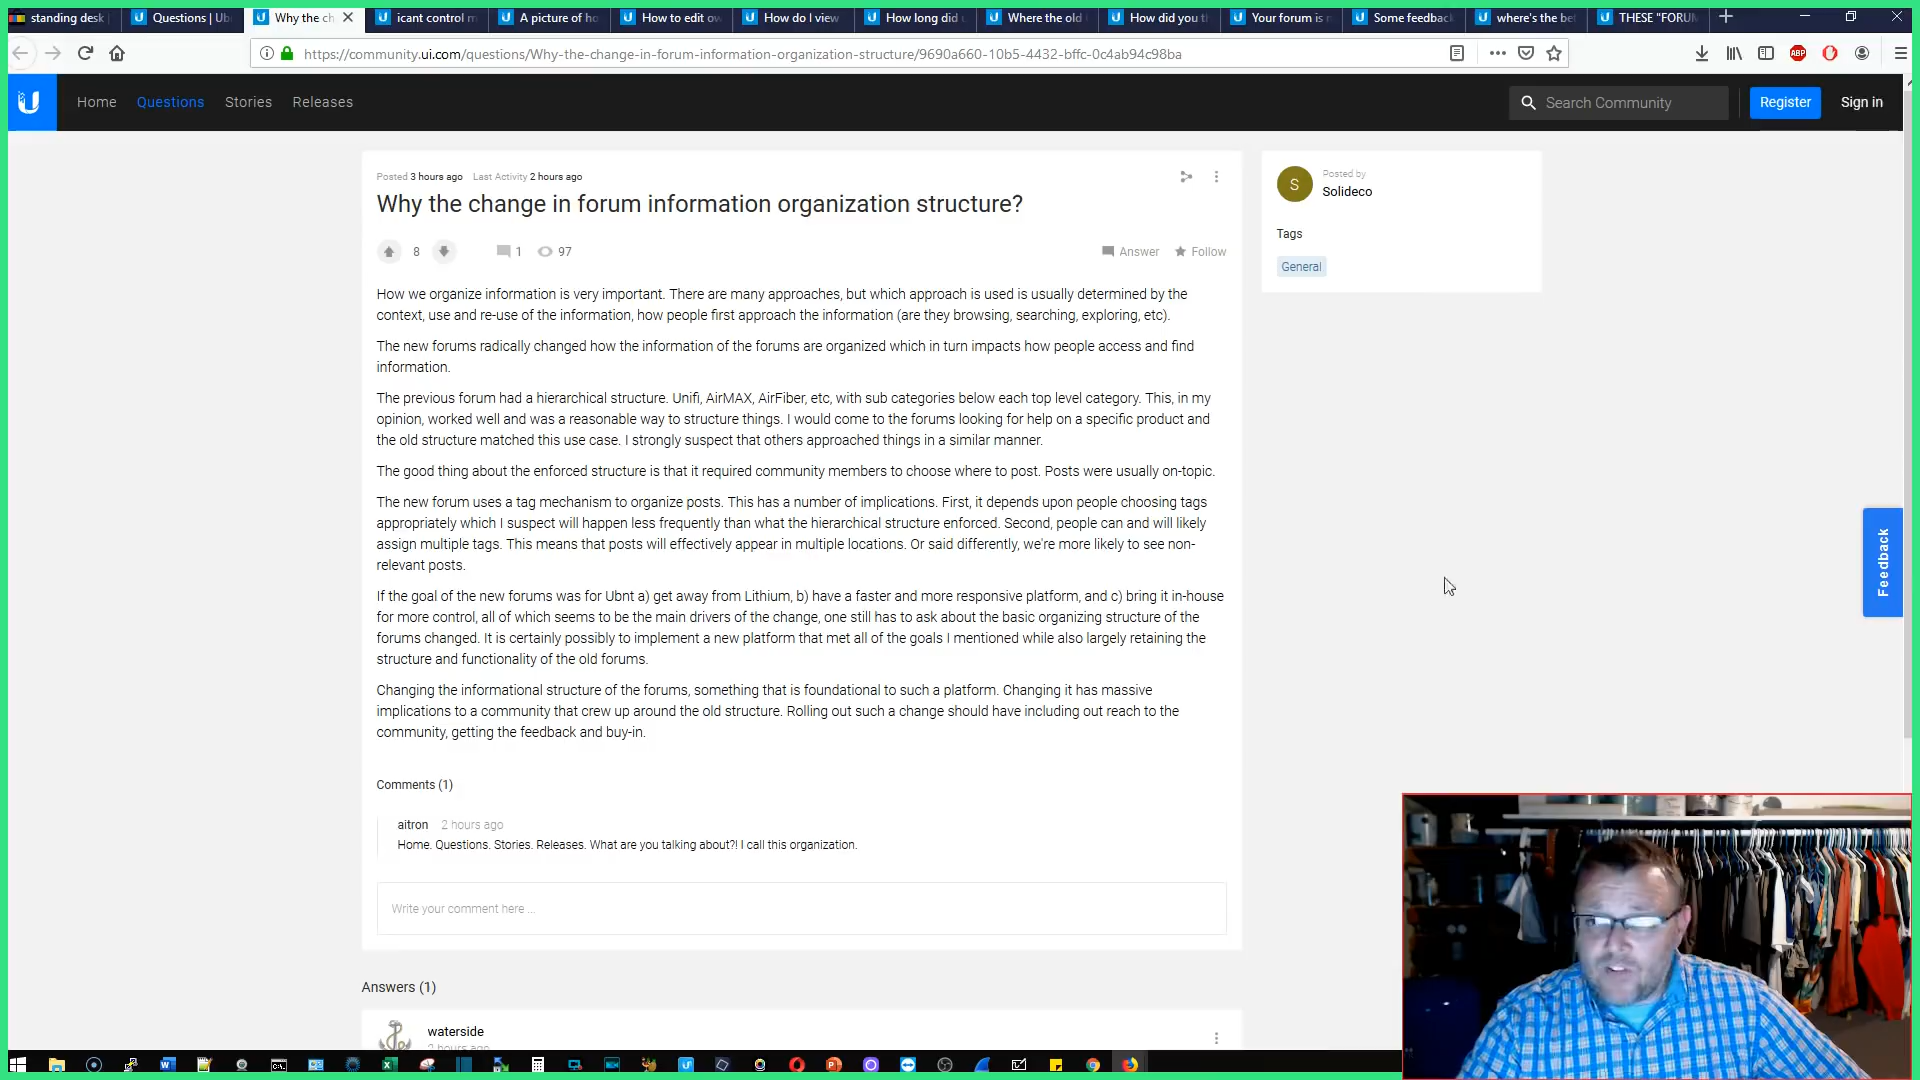 standing desk
Questions | Ub
Why the ch
icant control m
A picture of ho
How to edit ow
How do I view
How long did u
Where the old
How did you th
Your forum is n
Some feedback
where's the be
THESE "FORUM
https://community.ui.com/questions/Why-the-change-in-forum-information-organization-structure/9690a660-10b5-4432-bffc-0c4ab94c98ba
ABP
Home Questions Stories Releases
Search Community
Register
Sign in
Posted 3 hours ago Last Activity 2 hours ago
Why the change in forum information organization structure?
8
1
97
Answer
Follow
How we organize information is very important. There are many approaches, but which approach is used is usually determined by the
context, use and re-use of the information, how people first approach the information (are they browsing, searching, exploring, etc).
The new forums radically changed how the information of the forums are organized which in turn impacts how people access and find
information.
The previous forum had a hierarchical structure. Unifi, AirMAX, AirFiber, etc, with sub categories below each top level category. This, in my
opinion, worked well and was a reasonable way to structure things. I would come to the forums looking for help on a specific product and
the old structure matched this use case. I strongly suspect that others approached things in a similar manner.
The good thing about the enforced structure is that it required community members to choose where to post. Posts were usually on-topic.
The new forum uses a tag mechanism to organize posts. This has a number of implications. First, it depends upon people choosing tags
appropriately which I suspect will happen less frequently than what the hierarchical structure enforced. Second, people can and will likely
assign multiple tags. This means that posts will effectively appear in multiple locations. Or said differently, we're more likely to see non-
relevant posts.
If the goal of the new forums was for Ubnt a) get away from Lithium, b) have a faster and more responsive platform, and c) bring it in-house
for more control, all of which seems to be the main drivers of the change, one still has to ask about the basic organizing structure of the
forums changed. It is certainly possibly to implement a new platform that met all of the goals I mentioned while also largely retaining the
structure and functionality of the old forums.
Changing the informational structure of the forums, something that is foundational to such a platform. Changing it has massive
implications to a community that crew up around the old structure. Rolling out such a change should have including out reach to the
community, getting the feedback and buy-in.
Comments (1)
aitron 2 hours ago
Home. Questions. Stories. Releases. What are you talking about?! I call this organization.
Write your comment here ...
Answers (1)
waterside
2 hours ago
S
Posted by
Solideco
Tags
General
Feedback